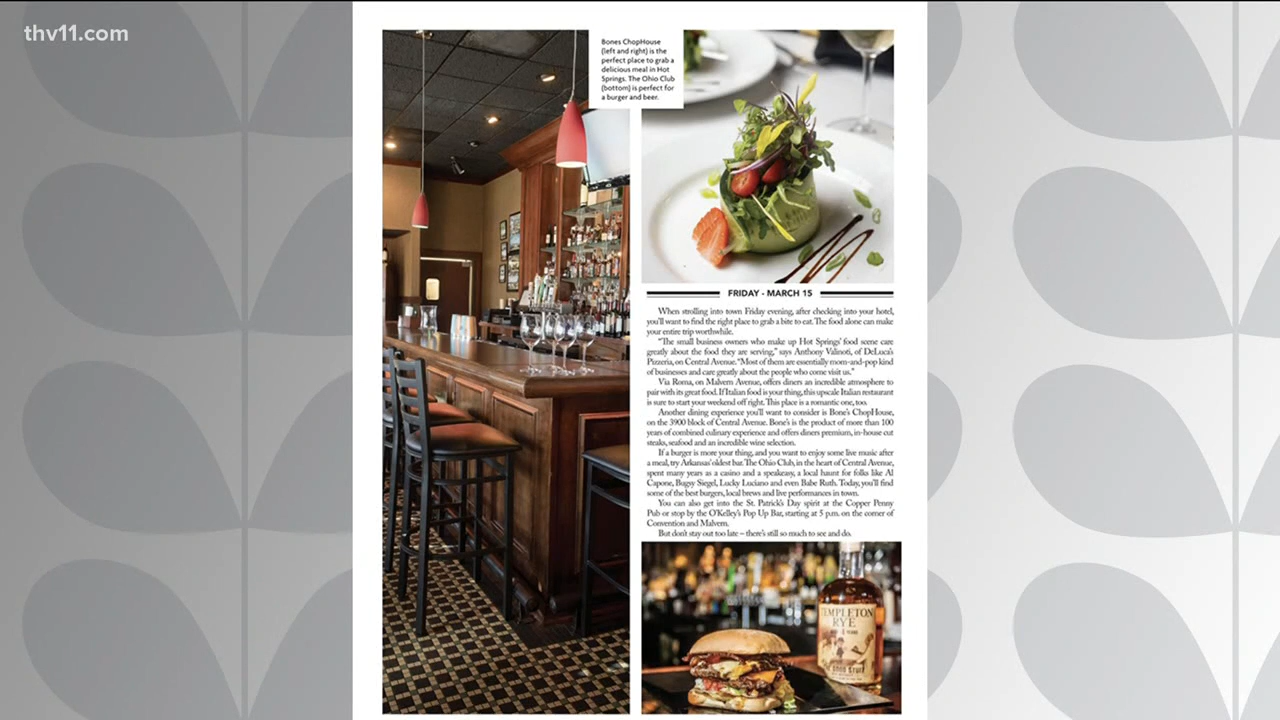 thv11.com
Bones ChopHouse
(left and right) is the
perfect place to grab a
delicious meal in Hot
Springs. The Ohio Club
(bottom) is perfect for
a burger and beer.
FRIDAY - MARCH 15
When strolling into town Friday evening, after checking into your hotel,
you'll want to find the right place to grab a bite to eat. The food alone can make
your entire trip worthwhile.
"The small business owners who make up Hot Springs' food scene care
greatly about the food they are serving," says Anthony Valinoti, of DeLuca's
Pizzeria, on Central Avenue. "Most of them are essentially mom-and-pop kind
of businesses and care greatly about the people who come visit us."
Via Roma, on Malvern Avenue, offers diners an incredible atmosphere to
pair with its great food. If Italian food is your thing, this upscale Italian restaurant
is sure to start your weekend off right. This place is a romantic one, too.
Another dining experience you'll want to consider is Bone's ChopHouse,
on the 3900 block of Central Avenue. Bone's is the product of more than 100
years of combined culinary experience and offers diners premium, in-house cut
steaks, seafood and an incredible wine selection.
If a burger is more your thing, and you want to enjoy some live music after
a meal, try Arkansas' oldest bar. The Ohio Club, in the heart of Central Avenue,
spent many years as a casino and a speakeasy, a local haunt for folks like Al
Capone, Bugsy Siegel, Lucky Luciano and even Babe Ruth. Today, you'll find
some of the best burgers, local brews and live performances in town.
You can also get into the St. Patrick's Day spirit at the Copper Penny
Pub or stop by the O'Kelley's Pop Up Bar, starting at 5 p.m. on the corner of
Convention and Malvern.
But don't stay out too late – there's still so much to see and do.
TEMPLETON
RYE
4 YEARS
THE GOOD STUFF